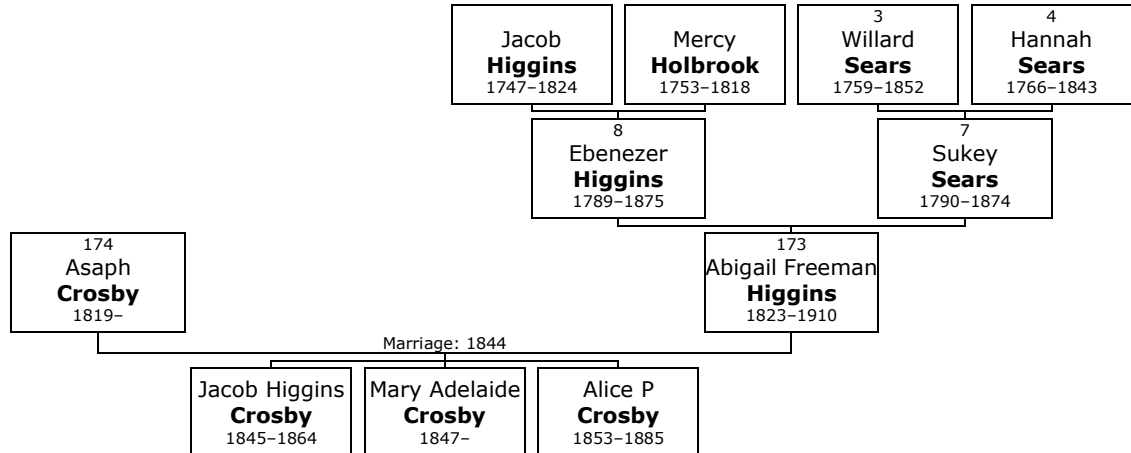 Jacob
Higgins
1747–1824
Mercy
Holbrook
1753–1818
3
Willard
Sears
1759–1852
4
Hannah
Sears
1766–1843
8
Ebenezer
Higgins
1789–1875
7
Sukey
Sears
1790–1874
174
Asaph
Crosby
1819–
173
Abigail Freeman
Higgins
1823–1910
Marriage: 1844
Jacob Higgins
Crosby
1845–1864
Mary Adelaide
Crosby
1847–
Alice P
Crosby
1853–1885